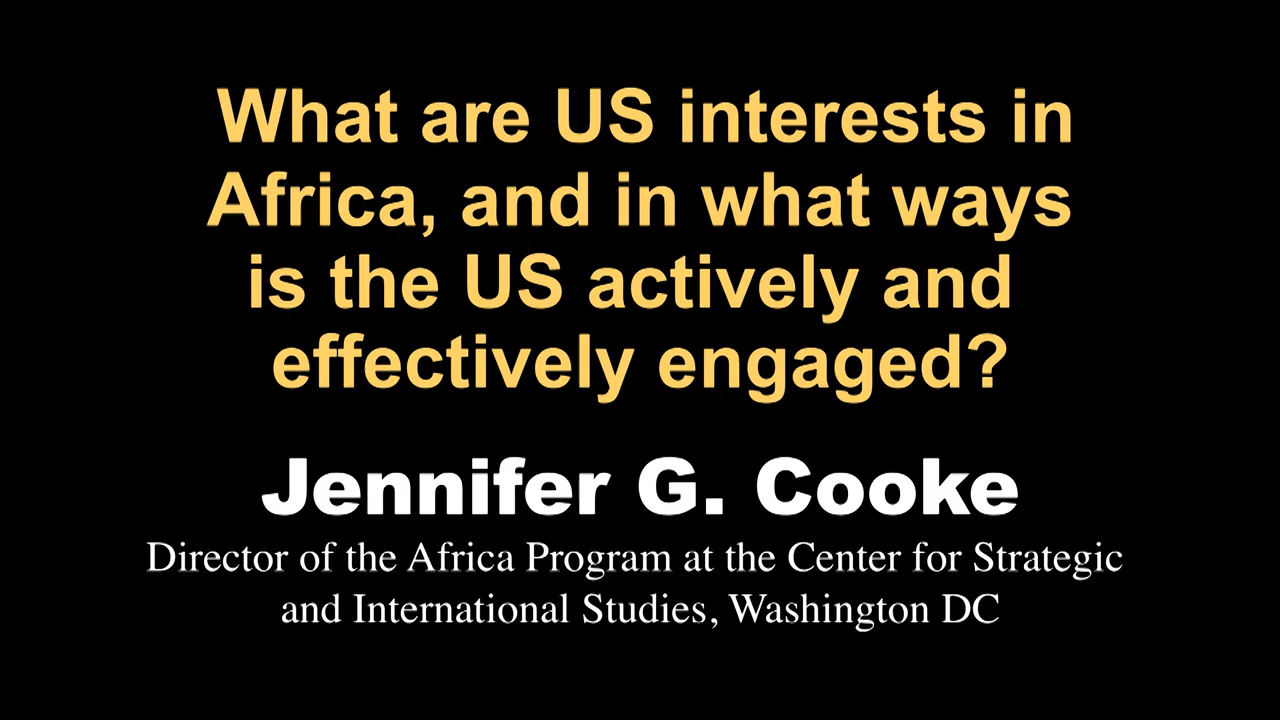 What are US interests in
Africa, and in what ways
is the US actively and
effectively engaged?
Jennifer G. Cooke
Director of the Africa Program at the Center for Strategic
and International Studies, Washington DC